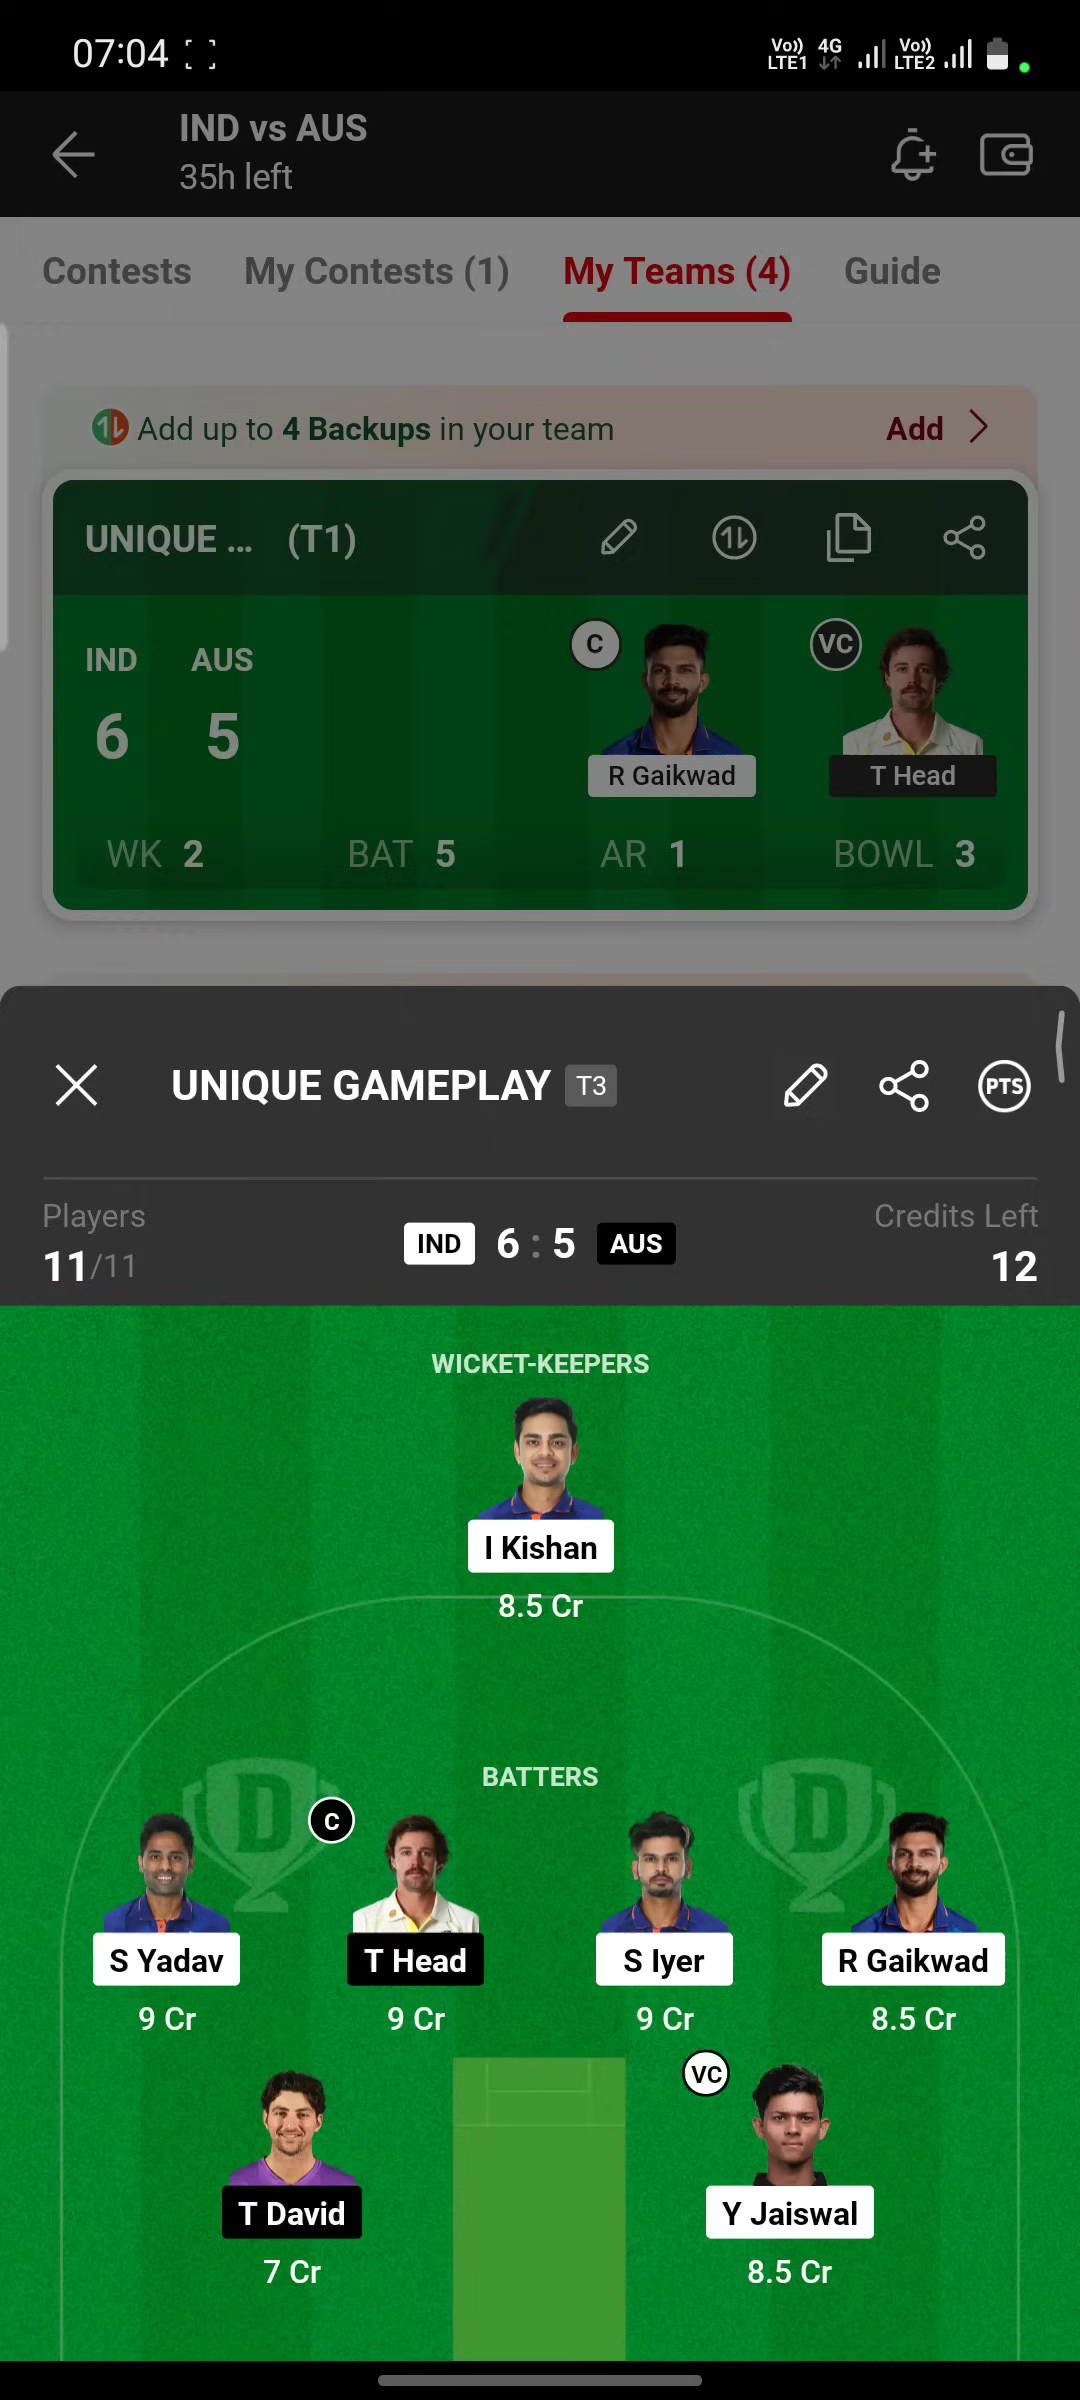 07:04
Vo)) LTE1 4G Vo)) LTE2
IND vs AUS
35h left
Contests My Contests (1) My Teams (4) Guide
Add up to 4 Backups in your team Add
UNIQUE ... (T1)
IND AUS
6 5
C VC
R Gaikwad T Head
WK 2 BAT 5 AR 1 BOWL 3
UNIQUE GAMEPLAY T3 PTS
Players Credits Left
11/11 IND 6 : 5 AUS 12
WICKET-KEEPERS
I Kishan
8.5 Cr
BATTERS
D D
C
S Yadav T Head S Iyer R Gaikwad
9 Cr 9 Cr 9 Cr 8.5 Cr
VC
T David Y Jaiswal
7 Cr 8.5 Cr